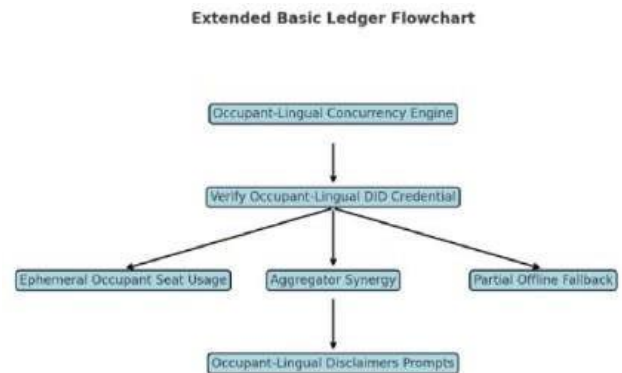 Extended Basic Ledger Flowchart
Occupant-Lingual Concurrency Engine
Verify Occupant-Lingual DID Credential
Ephemeral Occupant Seat Usage
Aggregator Synergy
Partial Offline Fallback
Occupant-Lingual Disclaimers Prompts